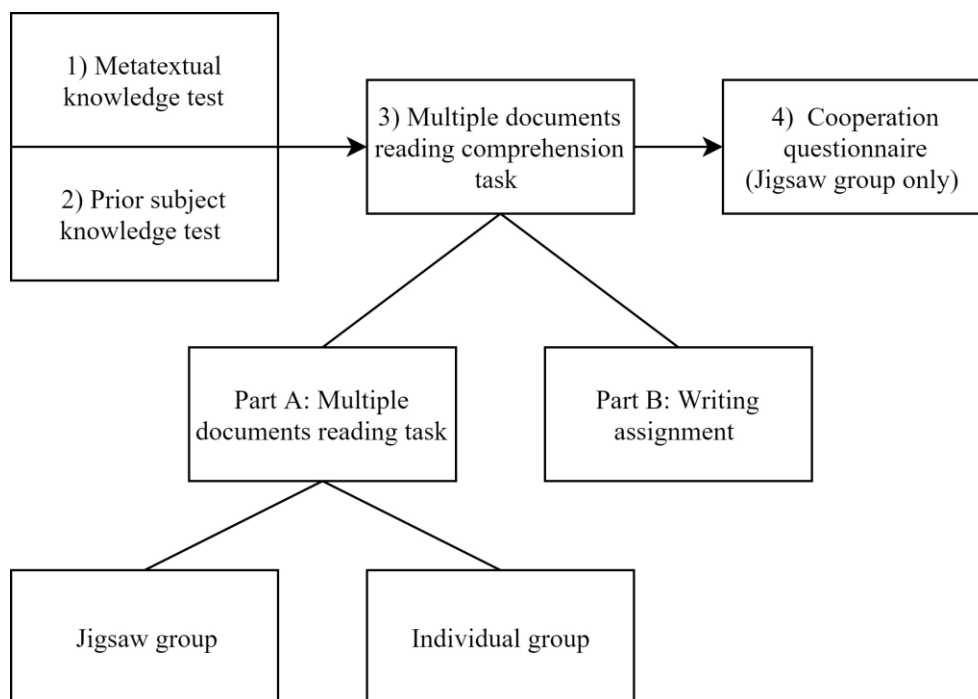 1) Metatextual
knowledge test
2) Prior subject
knowledge test
3) Multiple documents
reading comprehension
task
4) Cooperation
questionnaire
(Jigsaw group only)
Part A: Multiple
documents reading task
Part B: Writing
assignment
Jigsaw group
Individual group